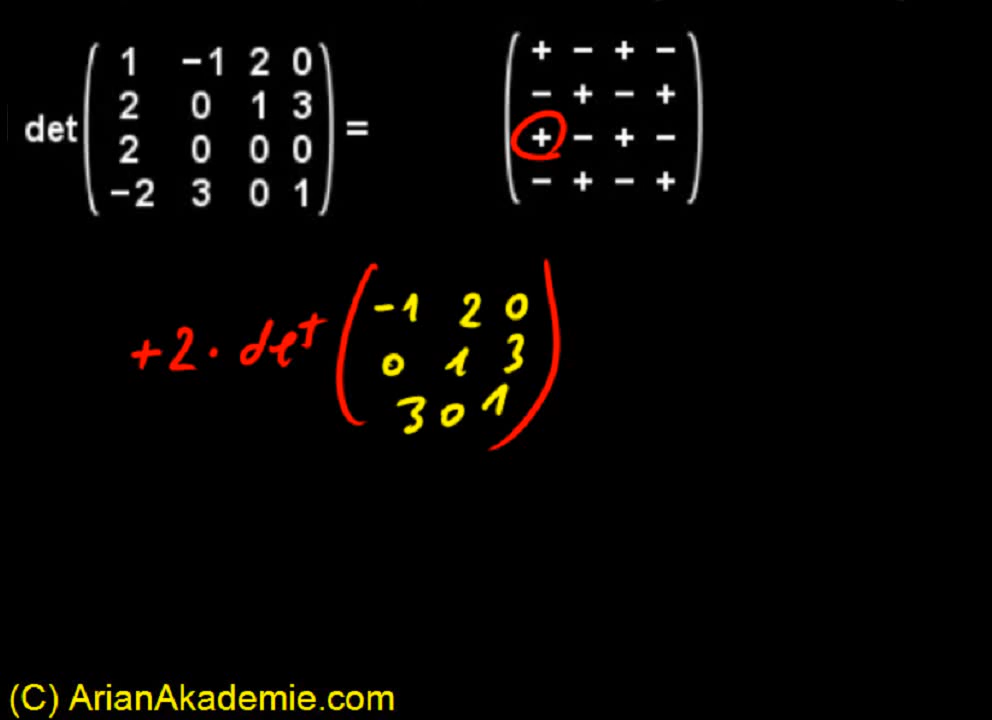 det ( 1 -1 2 0 ) =
2 0 1 3
2 0 0 0
-2 3 0 1
+ - + -
- + - +
+ - + -
- + - +
+2 · det ( -1 2 0 )
0 1 3
3 0 1
(C) ArianAkademie.com